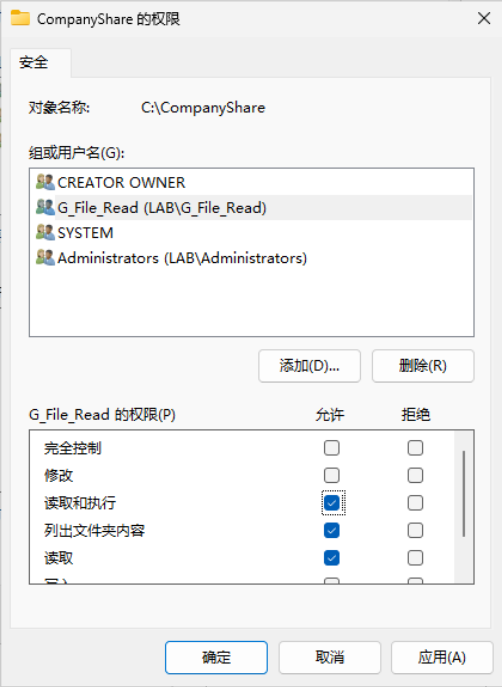 CompanyShare 的权限
安全
对象名称: C:\CompanyShare
组或用户名(G):
CREATOR OWNER
G_File_Read (LAB\G_File_Read)
SYSTEM
Administrators (LAB\Administrators)
添加(D)... 删除(R)
G_File_Read 的权限(P) 允许 拒绝
完全控制
修改
读取和执行
列出文件夹内容
读取
确定 取消 应用(A)